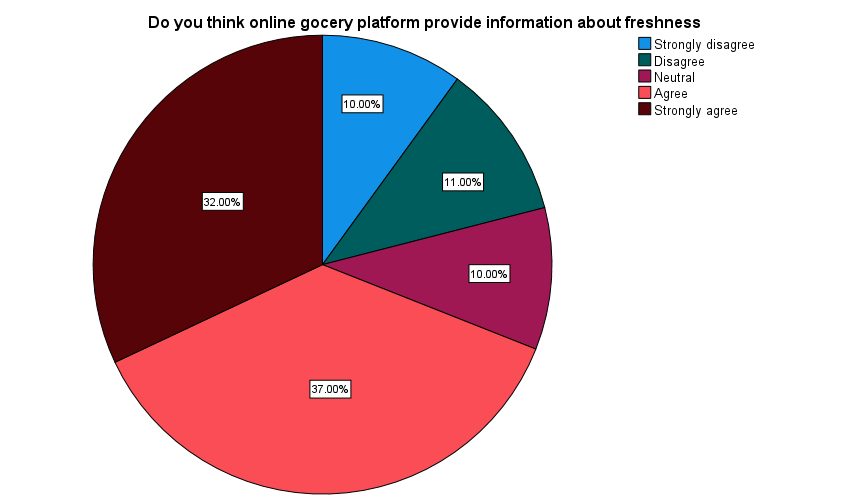 Do you think online gocery platform provide information about freshness
Strongly disagree
Disagree
Neutral
Agree
Strongly agree
10.00%
11.00%
32.00%
10.00%
37.00%